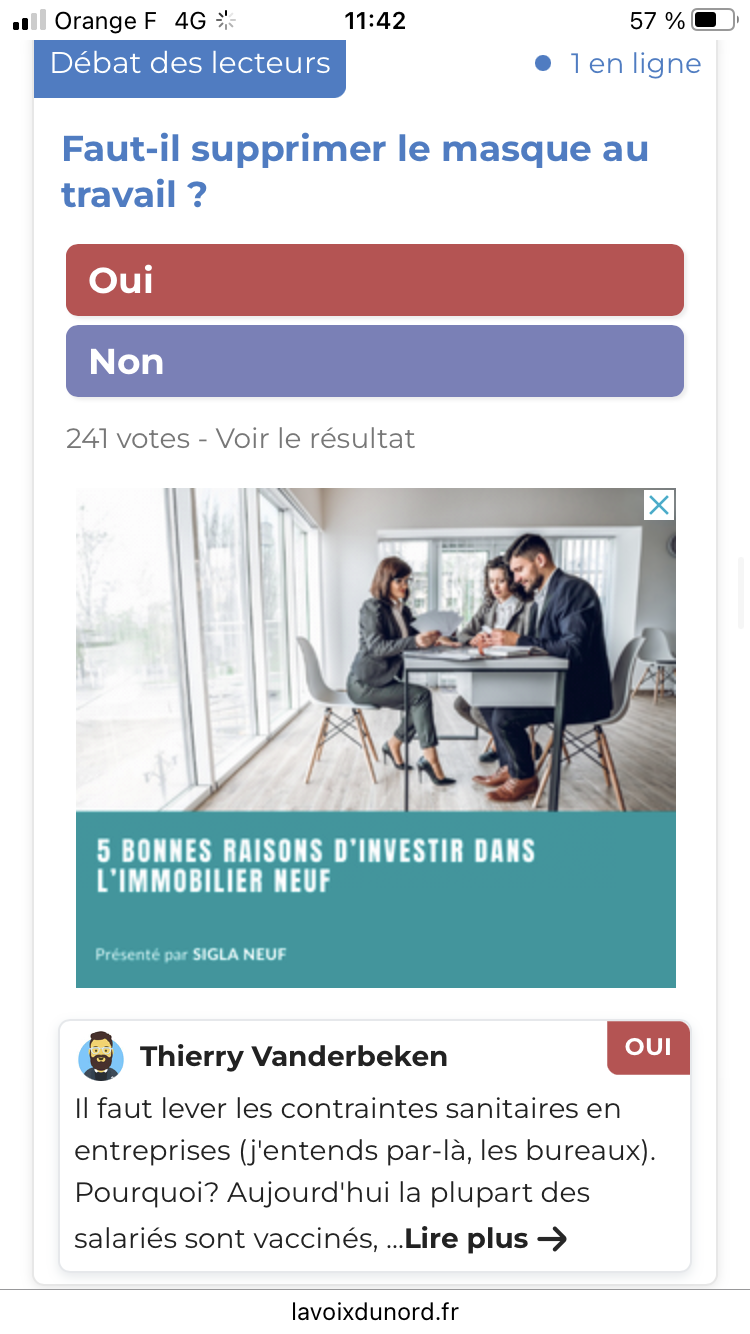 Orange F 4G 11:42 57 %
Débat des lecteurs 1 en ligne
Faut-il supprimer le masque au
travail ?
Oui
Non
241 votes - Voir le résultat
5 BONNES RAISONS D'INVESTIR DANS
L'IMMOBILIER NEUF
Présenté par SIGLA NEUF
Thierry Vanderbeken OUI
Il faut lever les contraintes sanitaires en
entreprises (j'entends par-là, les bureaux).
Pourquoi? Aujourd'hui la plupart des
salariés sont vaccinés, ...Lire plus →
lavoixdunord.fr